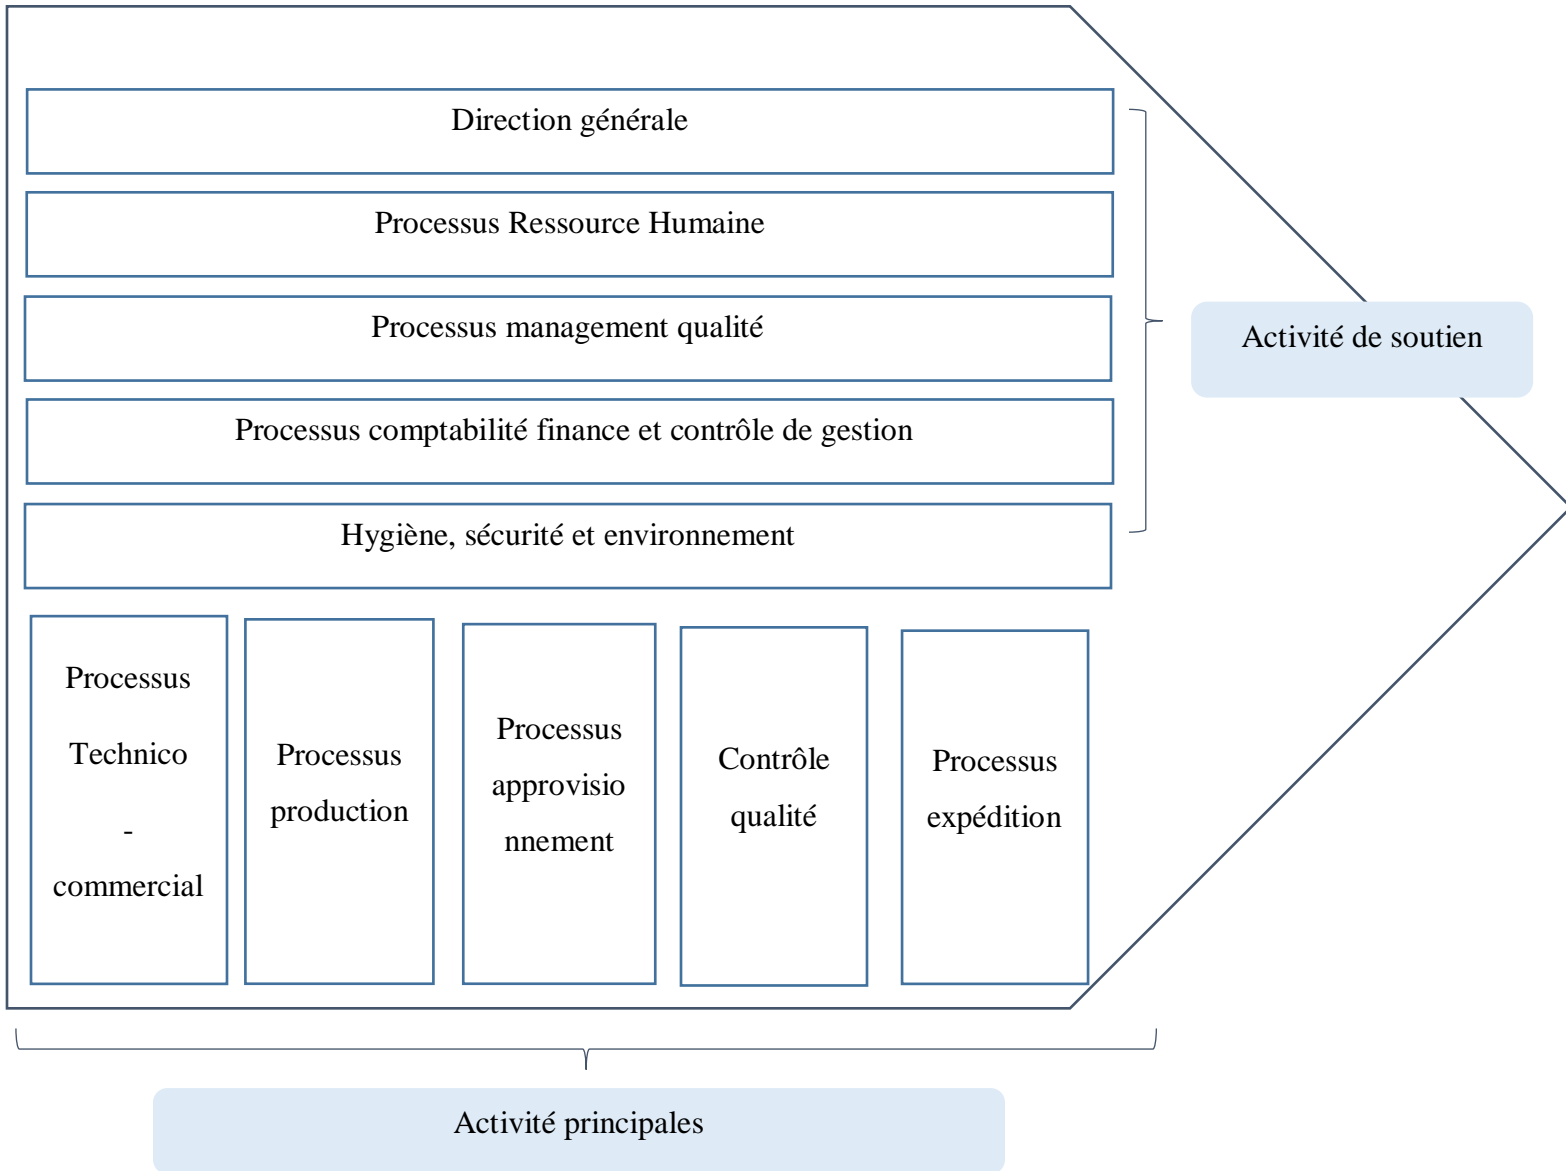 Direction générale
Processus Ressource Humaine
Processus management qualité
Activité de soutien
Processus comptabilité finance et contrôle de gestion
Hygiène, sécurité et environnement
Processus
Technico
-
commercial
Processus
production
Processus
approvisio
nnement
Contrôle
qualité
Processus
expédition
Activité principales